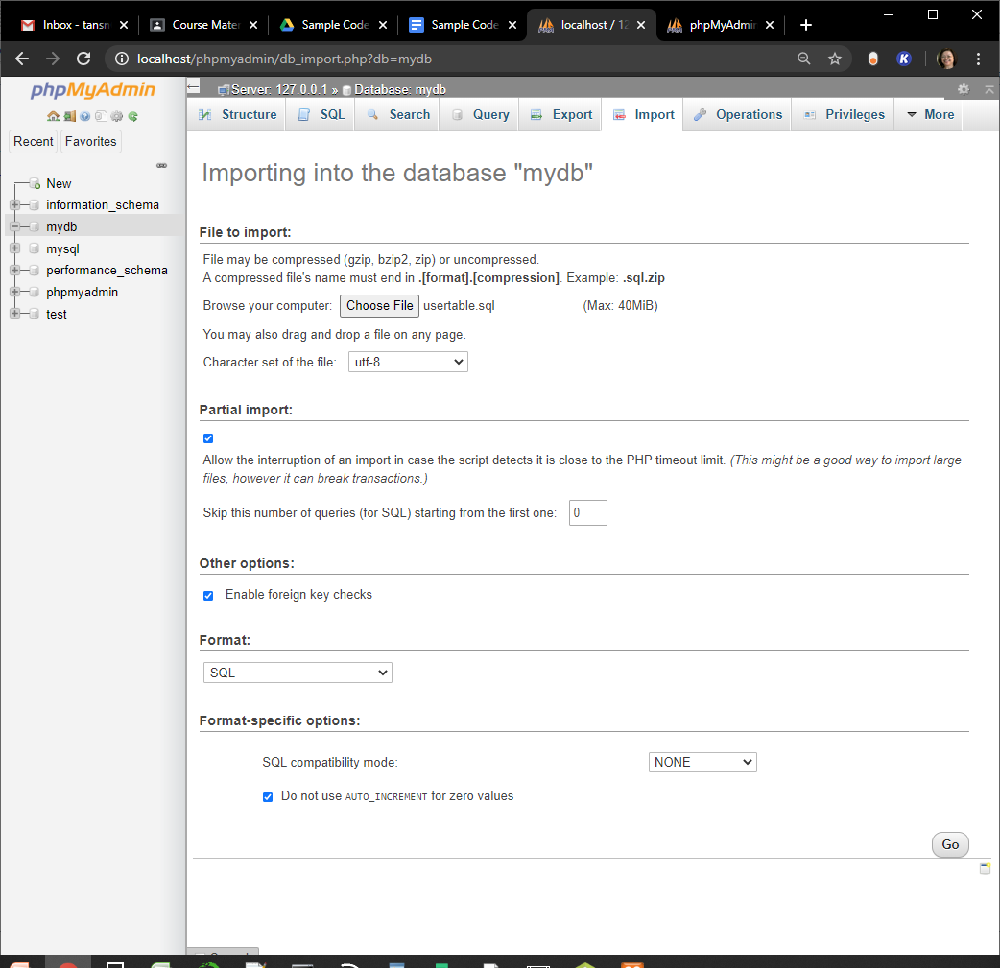 Inbox - tansn
Course Mater
Sample Code
Sample Code
localhost / 12
phpMyAdmin
localhost/phpmyadmin/db_import.php?db=mydb
K
phpMyAdmin
Recent
Favorites
New
information_schema
mydb
mysql
performance_schema
phpmyadmin
test
Server: 127.0.0.1 » Database: mydb
Structure SQL Search Query Export Import Operations Privileges More
Importing into the database "mydb"
File to import:
File may be compressed (gzip, bzip2, zip) or uncompressed.
A compressed file's name must end in .[format].[compression]. Example: .sql.zip
Browse your computer: Choose File usertable.sql (Max: 40MiB)
You may also drag and drop a file on any page.
Character set of the file: utf-8
Partial import:
Allow the interruption of an import in case the script detects it is close to the PHP timeout limit. (This might be a good way to import large
files, however it can break transactions.)
Skip this number of queries (for SQL) starting from the first one: 0
Other options:
Enable foreign key checks
Format:
SQL
Format-specific options:
SQL compatibility mode: NONE
Do not use AUTO_INCREMENT for zero values
Go